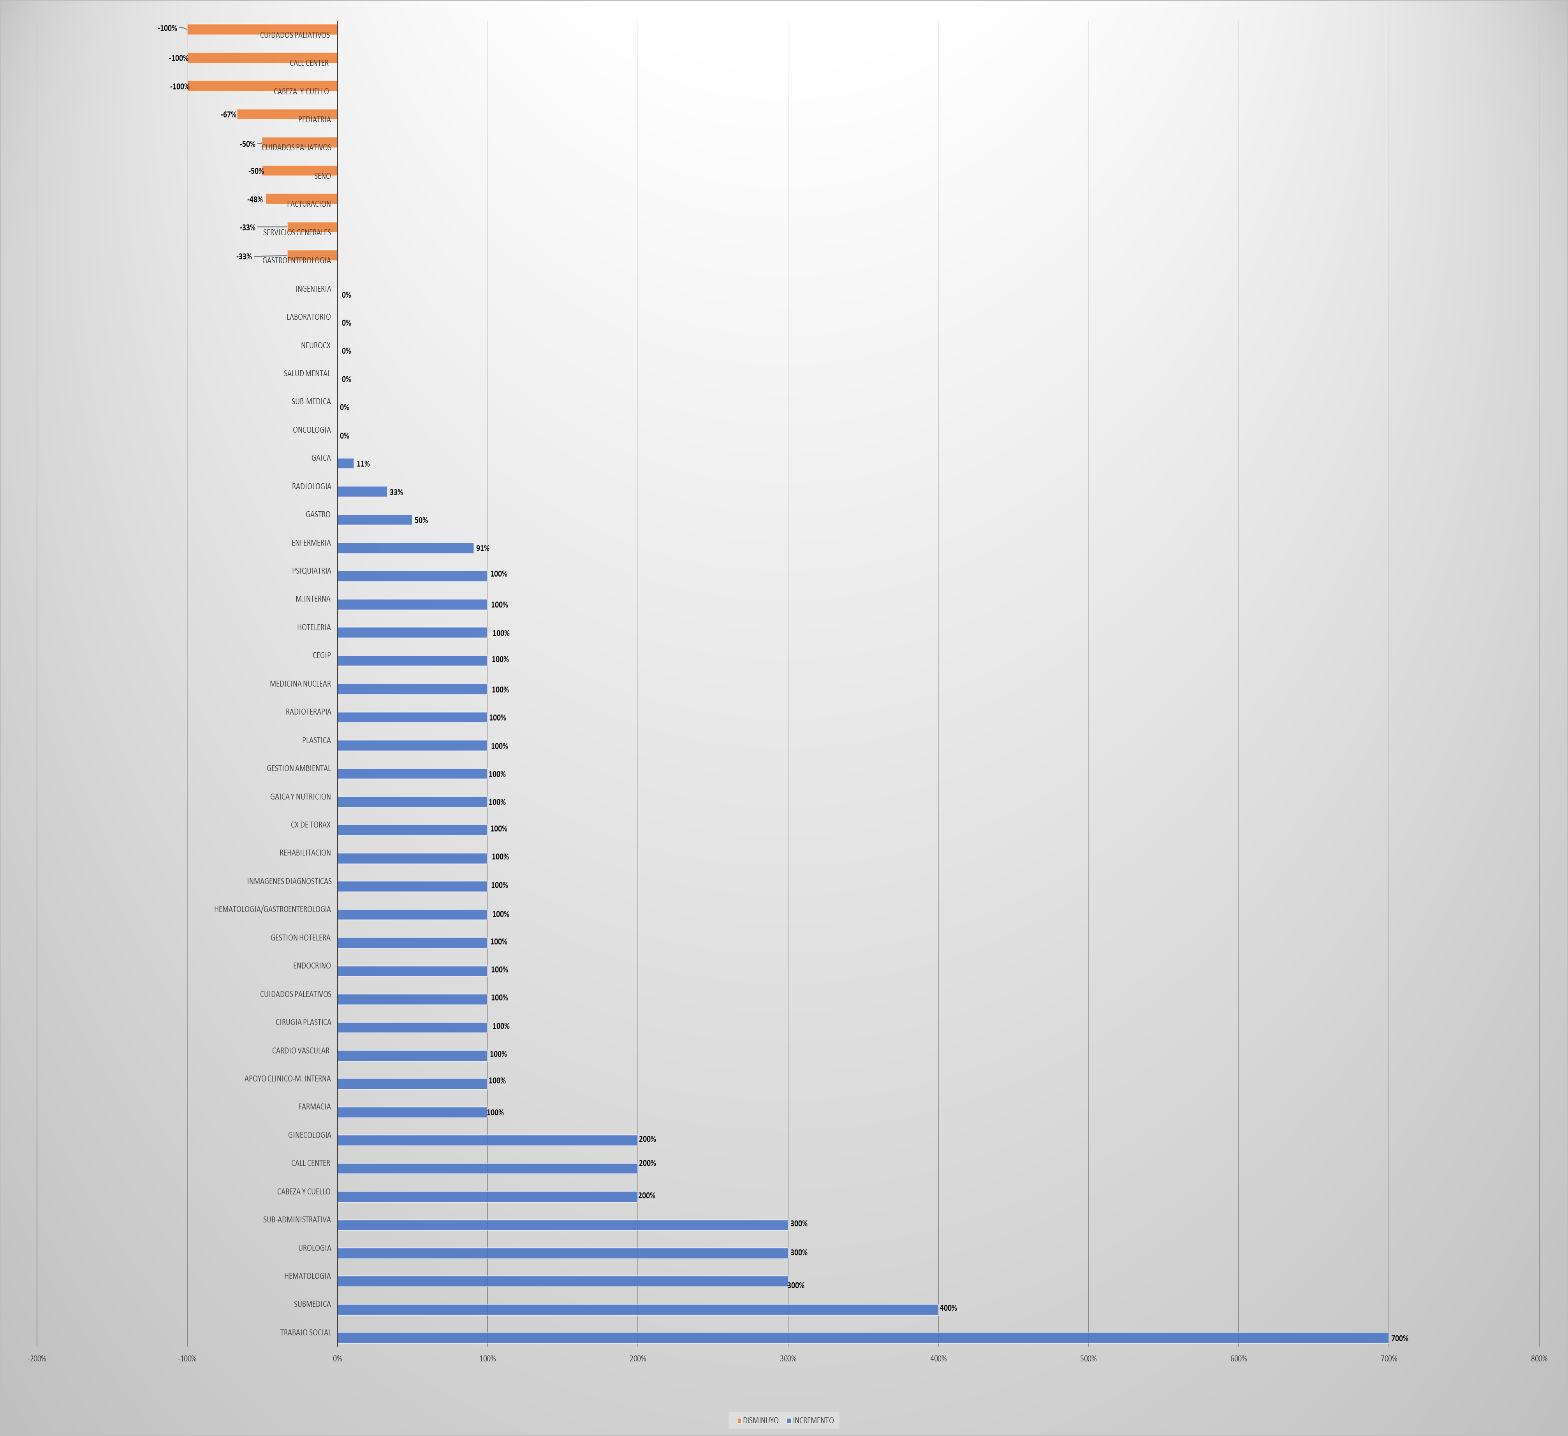 -100% CUIDADOS PALIATIVOS
-100% CALL CENTER
-100% CABEZA Y CUELLO
-67% PEDIATRIA
-50% CUIDADOS PALIATIVOS
-50% SENO
-48% FACTURACION
-33% SERVICIOS GENERALES
-33% GASTROENTEROLOGIA
INGENIERIA 0%
LABORATORIO 0%
NEUROCX 0%
SALUD MENTAL 0%
SUB MEDICA 0%
ONCOLOGIA 0%
GAICA 11%
RADIOLOGIA 33%
GASTRO 50%
ENFERMERIA 91%
PSIQUIATRIA 100%
M.INTERNA 100%
HOTELERIA 100%
CEGIP 100%
MEDICINA NUCLEAR 100%
RADIOTERAPIA 100%
PLASTICA 100%
GESTION AMBIENTAL 100%
GAICA Y NUTRICION 100%
CX DE TORAX 100%
REHABILITACION 100%
INMAGENES DIAGNOSTICAS 100%
HEMATOLOGIA/GASTROENTEROLOGIA 100%
GESTION HOTELERA 100%
ENDOCRINO 100%
CUIDADOS PALEATIVOS 100%
CIRUGIA PLASTICA 100%
CARDIO VASCULAR 100%
APOYO CLINICO-M. INTERNA 100%
FARMACIA 100%
GINECOLOGIA 200%
CALL CENTER 200%
CABEZA Y CUELLO 200%
SUB-ADMINISTRATIVA 300%
UROLOGIA 300%
HEMATOLOGIA 300%
SUBMEDICA 400%
TRABAJO SOCIAL 700%
-200% -100% 0% 100% 200% 300% 400% 500% 600% 700% 800%
DISMINUYO INCREMENTO